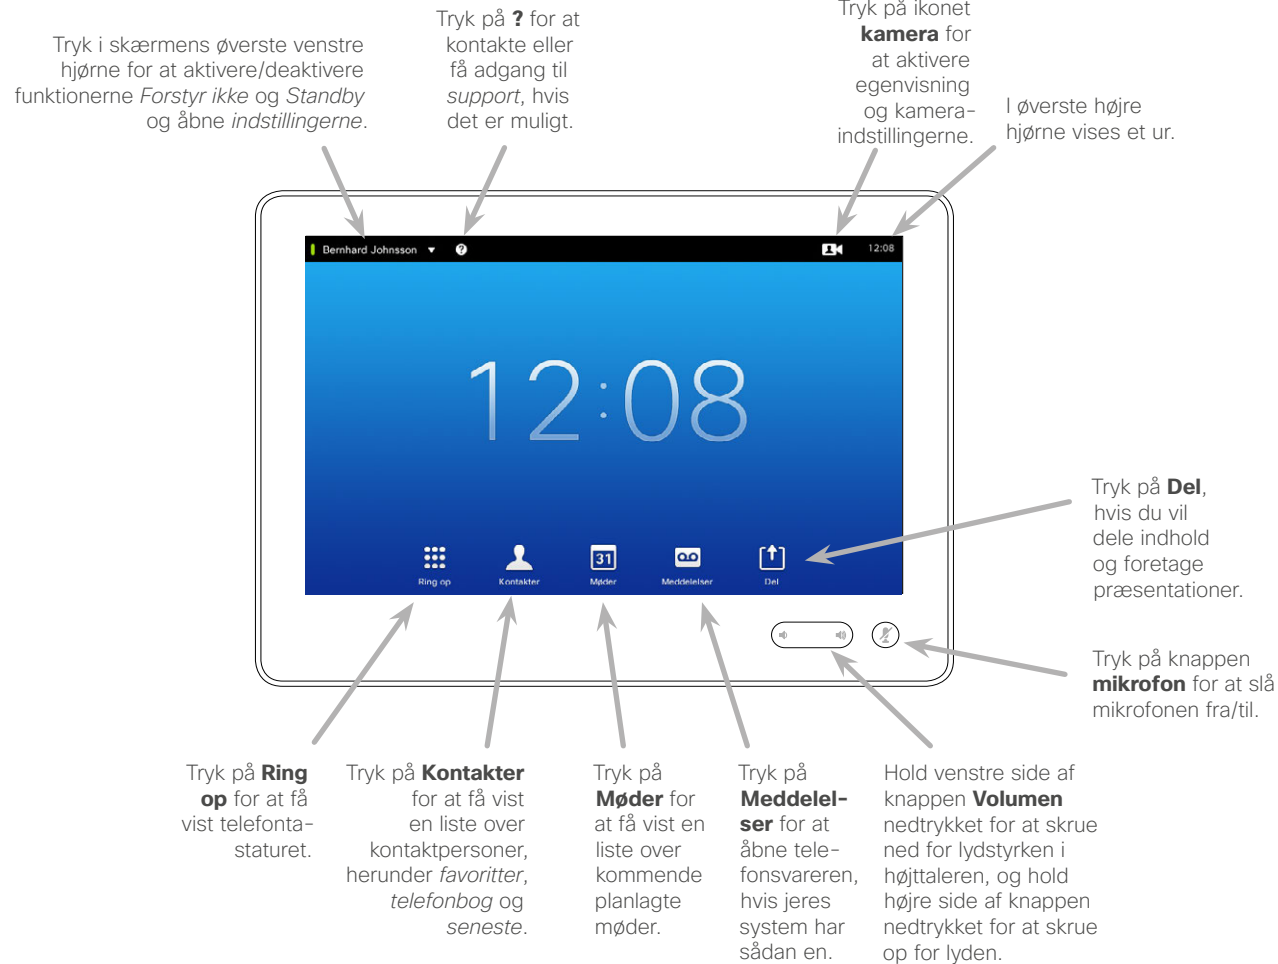 Tryk i skærmens øverste venstre
hjørne for at aktivere/deaktivere
funktionerne Forstyr ikke og Standby
og åbne indstillingerne.
Tryk på ? for at
kontakte eller
få adgang til
support, hvis
det er muligt.
Tryk på ikonet
kamera for
at aktivere
egenvisning
og kamera-
indstillingerne.
I øverste højre
hjørne vises et ur.
Bernhard Johnsson
?
12:08
12:08
31
Ring op
Kontakter
Møder
Meddelelser
Del
Tryk på Del,
hvis du vil
dele indhold
og foretage
præsentationer.
Tryk på knappen
mikrofon for at slå
mikrofonen fra/til.
Tryk på Ring
op for at få
vist telefonta-
staturet.
Tryk på Kontakter
for at få vist
en liste over
kontaktpersoner,
herunder favoritter,
telefonbog og
seneste.
Tryk på
Møder for
at få vist en
liste over
kommende
planlagte
møder.
Tryk på
Meddelel-
ser for at
åbne tele-
fonsvareren,
hvis jeres
system har
sådan en.
Hold venstre side af
knappen Volumen
nedtrykket for at skrue
ned for lydstyrken i
højttaleren, og hold
højre side af knappen
nedtrykket for at skrue
op for lyden.